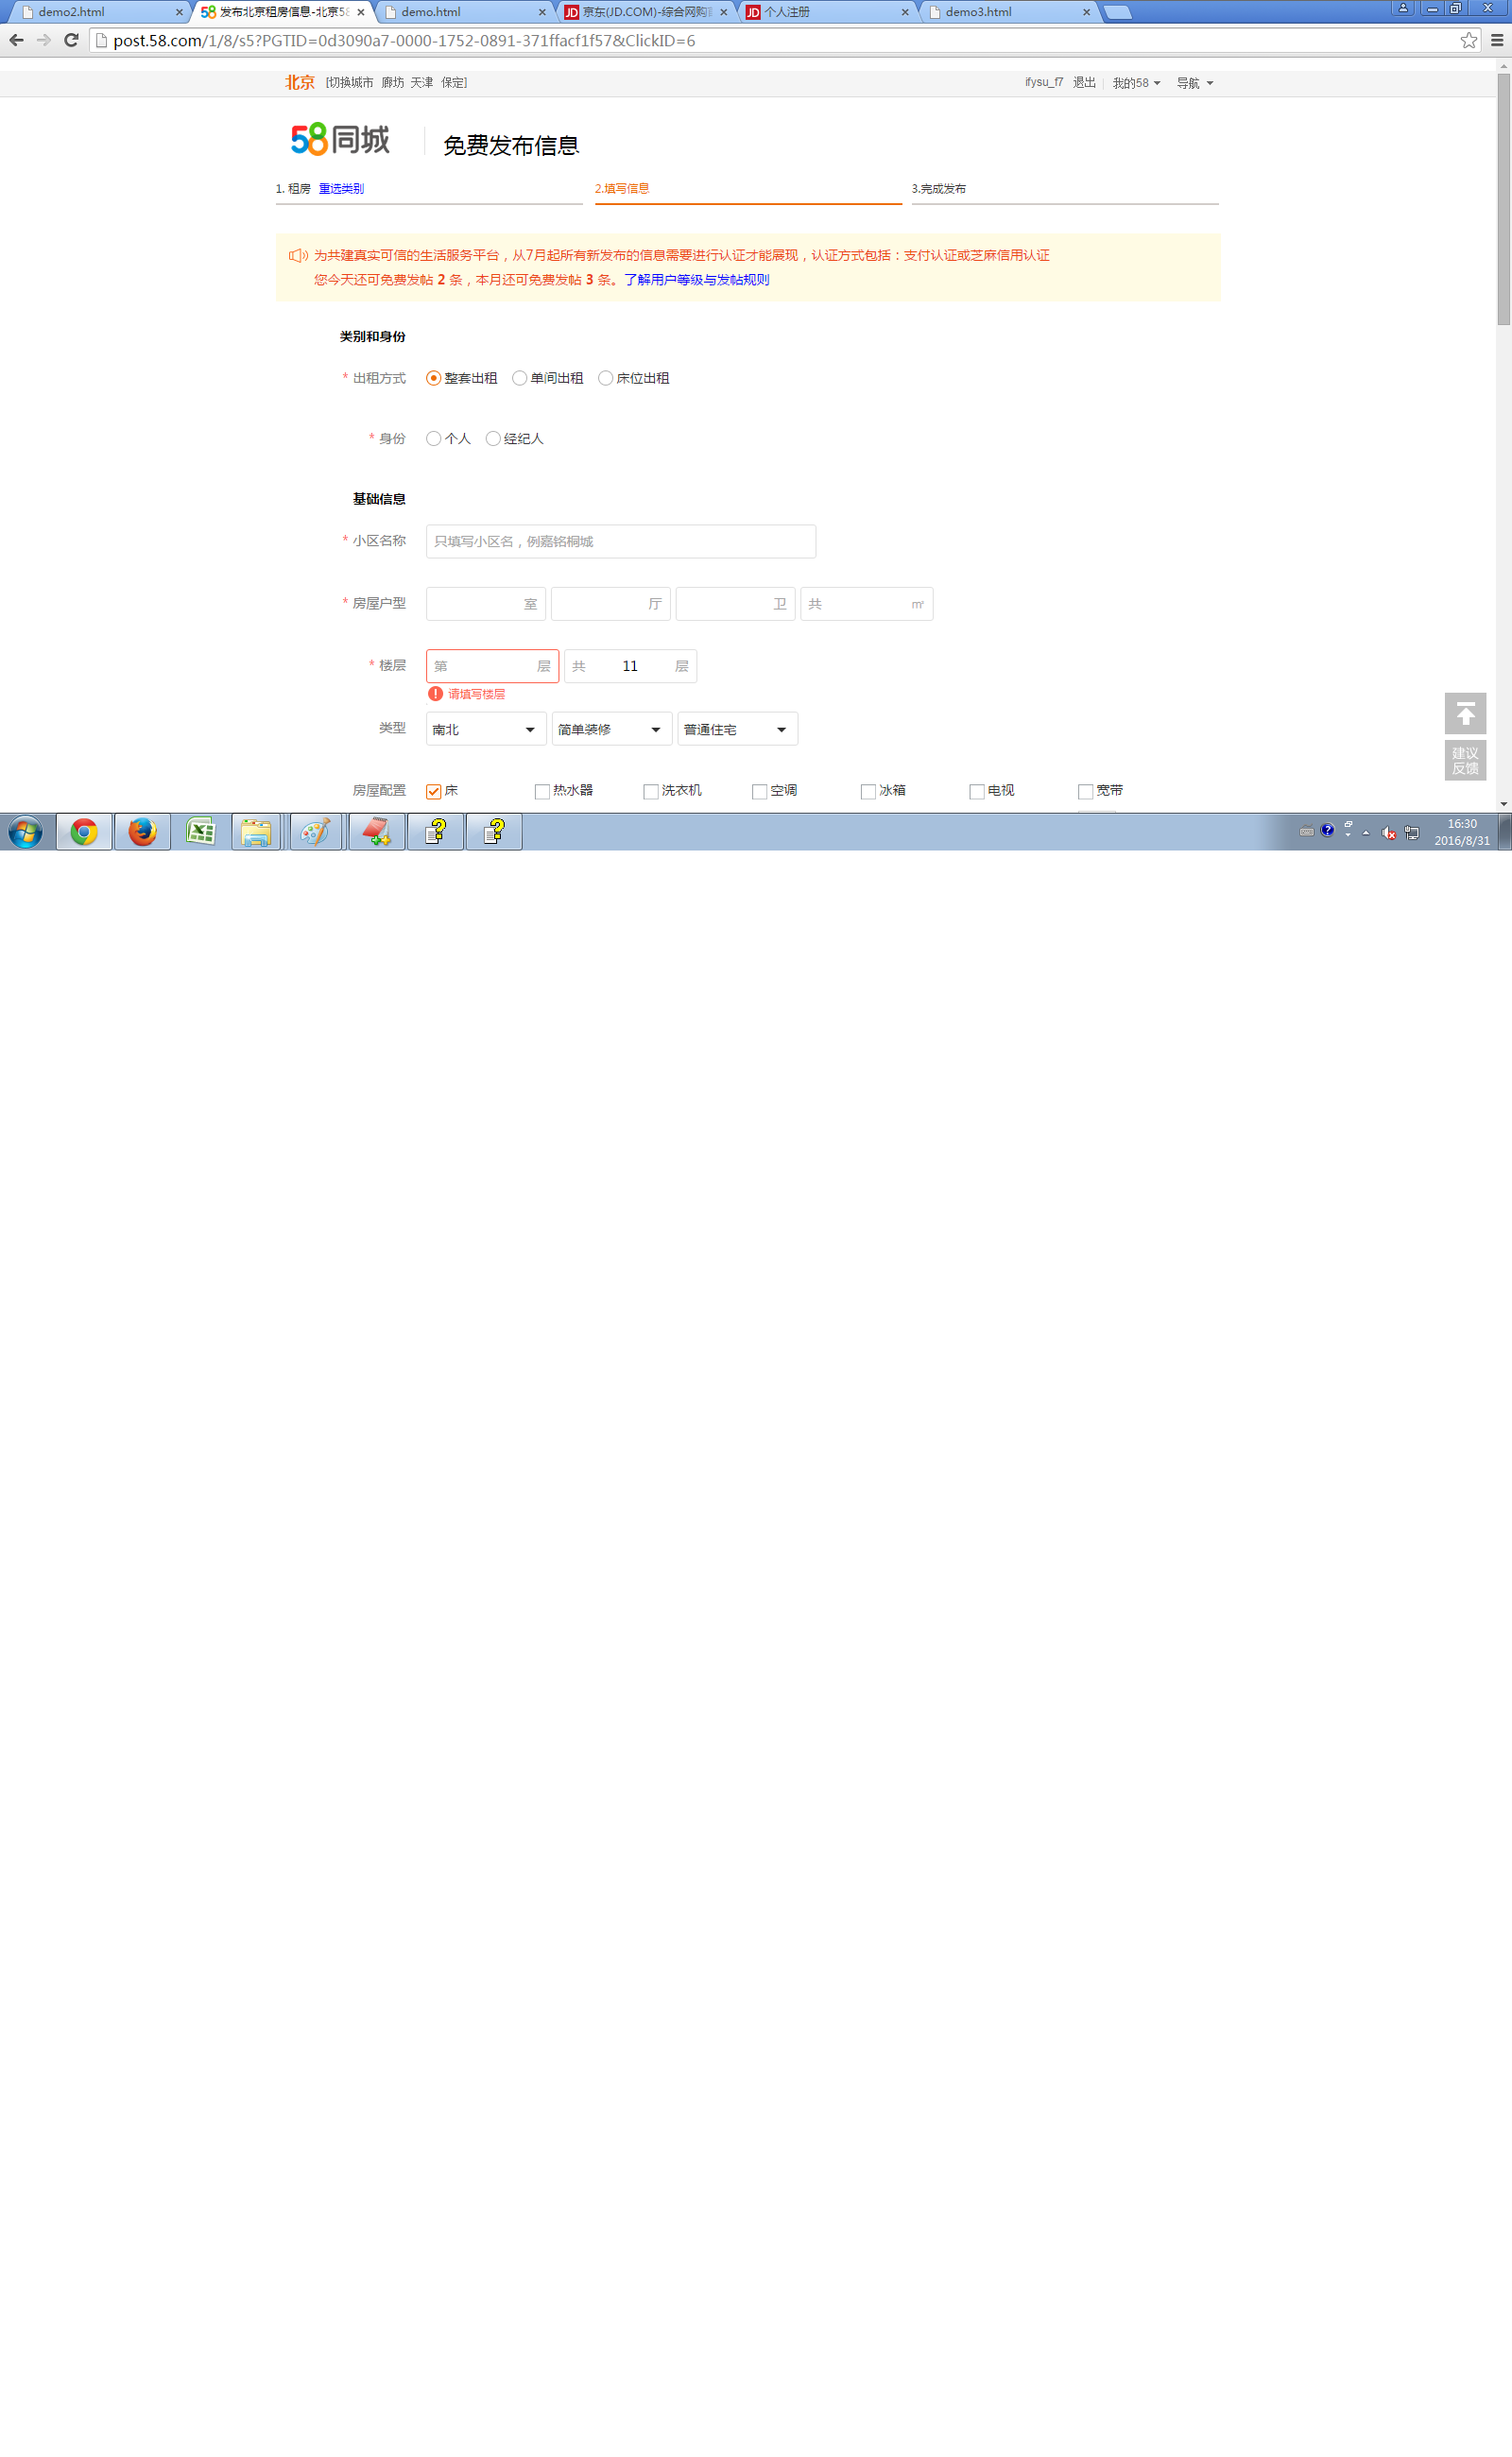 demo2.html
发布北京租房信息-北京58
demo.html
京东(JD.COM)-综合网购
个人注册
demo3.html
post.58.com/1/8/s5?PGTID=0d3090a7-0000-1752-0891-371ffacf1f57&ClickID=6
北京 [切换城市 廊坊 天津 保定]
ifysu_f7 退出 我的58 导航
58同城 免费发布信息
1. 租房 重选类别
2.填写信息
3.完成发布
为共建真实可信的生活服务平台，从7月起所有新发布的信息需要进行认证才能展现，认证方式包括：支付认证或芝麻信用认证
您今天还可免费发帖 2 条，本月还可免费发帖 3 条。了解用户等级与发帖规则
类别和身份
* 出租方式 整套出租 单间出租 床位出租
* 身份 个人 经纪人
基础信息
* 小区名称 只填写小区名，例嘉铭桐城
* 房屋户型 室 厅 卫 共 ㎡
* 楼层 第 层 共 11 层
请填写楼层
类型 南北 简单装修 普通住宅
建议
反馈
房屋配置 床 热水器 洗衣机 空调 冰箱 电视 宽带
16:30
2016/8/31